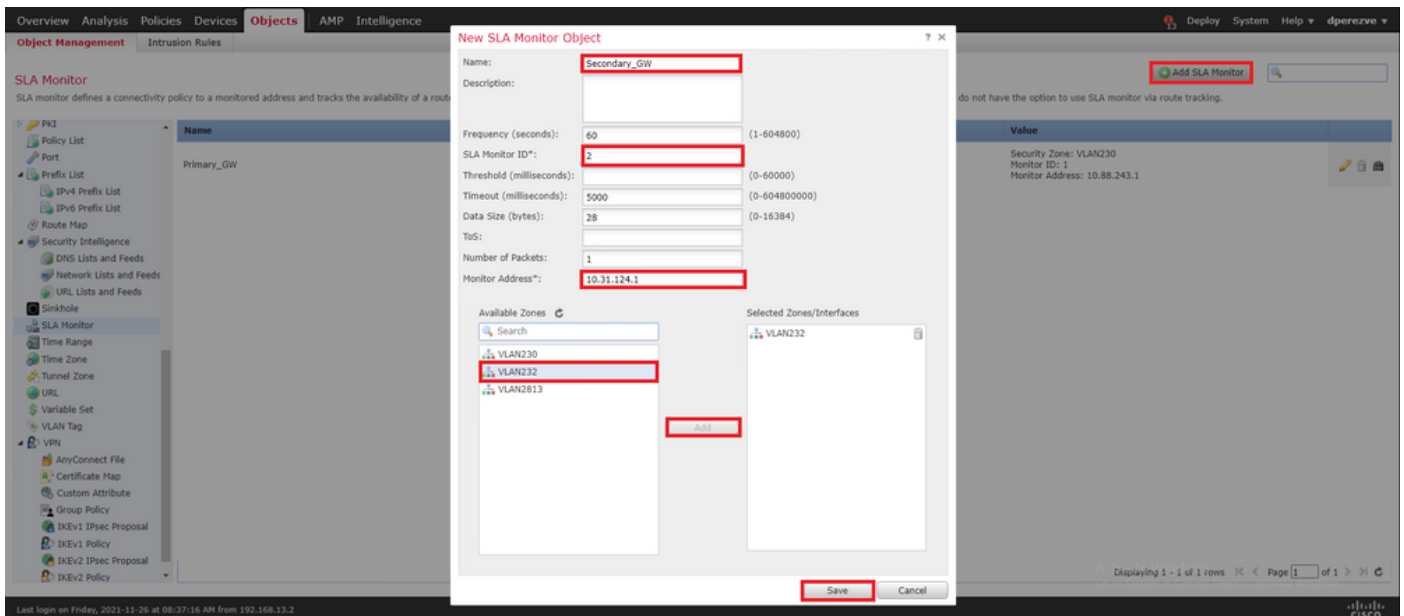 Overview Analysis Policies Devices Objects AMP Intelligence
13 Deploy System Help dperezve
Object Management Intrusion Rules
SLA Monitor
SLA monitor defines a connectivity policy to a monitored address and tracks the availability of a rout
do not have the option to use SLA monitor via route tracking.
Add SLA Monitor
PKI
Policy List
Port
Prefix List
IPv4 Prefix List
IPv6 Prefix List
Route Map
Security Intelligence
DNS Lists and Feeds
Network Lists and Feeds
URL Lists and Feeds
Sinkhole
SLA Monitor
Time Range
Time Zone
Tunnel Zone
URL
Variable Set
VLAN Tag
VPN
AnyConnect File
Certificate Map
Custom Attribute
Group Policy
IKEv1 IPsec Proposal
IKEv1 Policy
IKEv2 IPsec Proposal
IKEv2 Policy
Name
Primary_GW
Value
Security Zone: VLAN230
Monitor ID: 1
Monitor Address: 10.88.243.1
New SLA Monitor Object ? ×
Name: Secondary_GW
Description:
Frequency (seconds): 60 (1-604800)
SLA Monitor ID*: 2
Threshold (milliseconds): (0-60000)
Timeout (milliseconds): 5000 (0-604800000)
Data Size (bytes): 28 (0-16384)
ToS:
Number of Packets: 1
Monitor Address*: 10.31.124.1
Available Zones
Search
VLAN230
VLAN232
VLAN2813
Add
Selected Zones/Interfaces
VLAN232
Save Cancel
Displaying 1 - 1 of 1 rows Page 1 of 1
Last login on Friday, 2021-11-26 at 08:37:16 AM from 192.168.13.2
CISCO